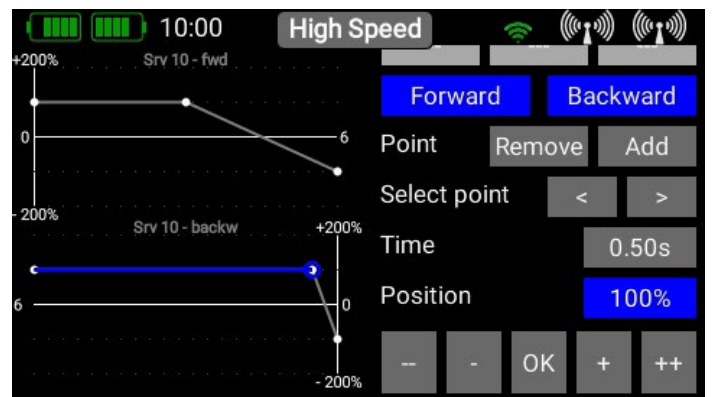 10:00 High Speed
--- ---
+200% Srv 10 - fwd
Forward Backward
0 6
Point Remove Add
Select point < >
- 200%
Srv 10 - backw +200%
Time 0.50s
6 0
Position 100%
-- - OK + ++
- 200%